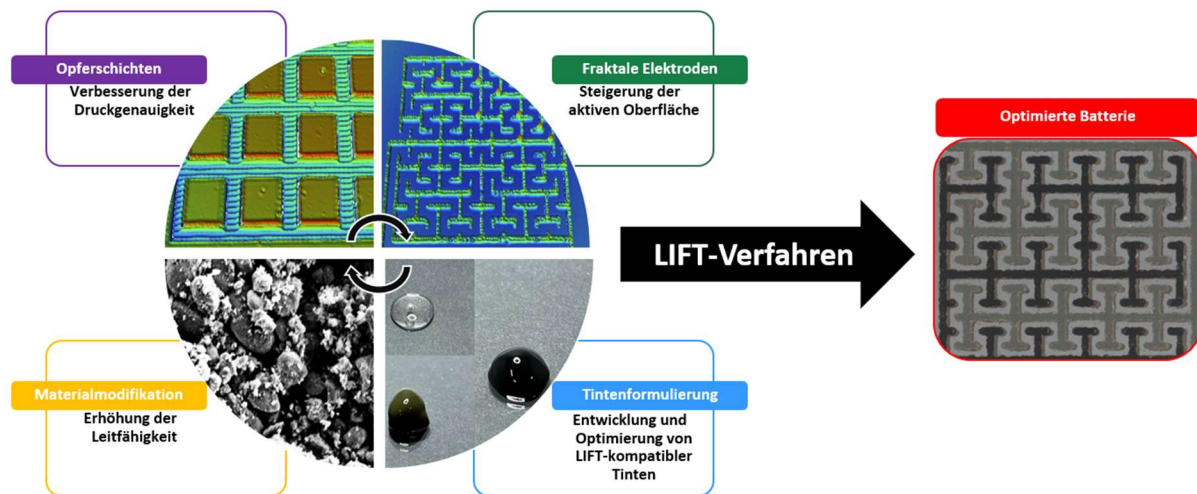 Opferschichten
Verbesserung der
Druckgenauigkeit
Fraktale Elektroden
Steigerung der
aktiven Oberfläche
Materialmodifikation
Erhöhung der
Leitfähigkeit
Tintenformulierung
Entwicklung und
Optimierung von
LIFT-kompatibler
Tinten
LIFT-Verfahren
Optimierte Batterie